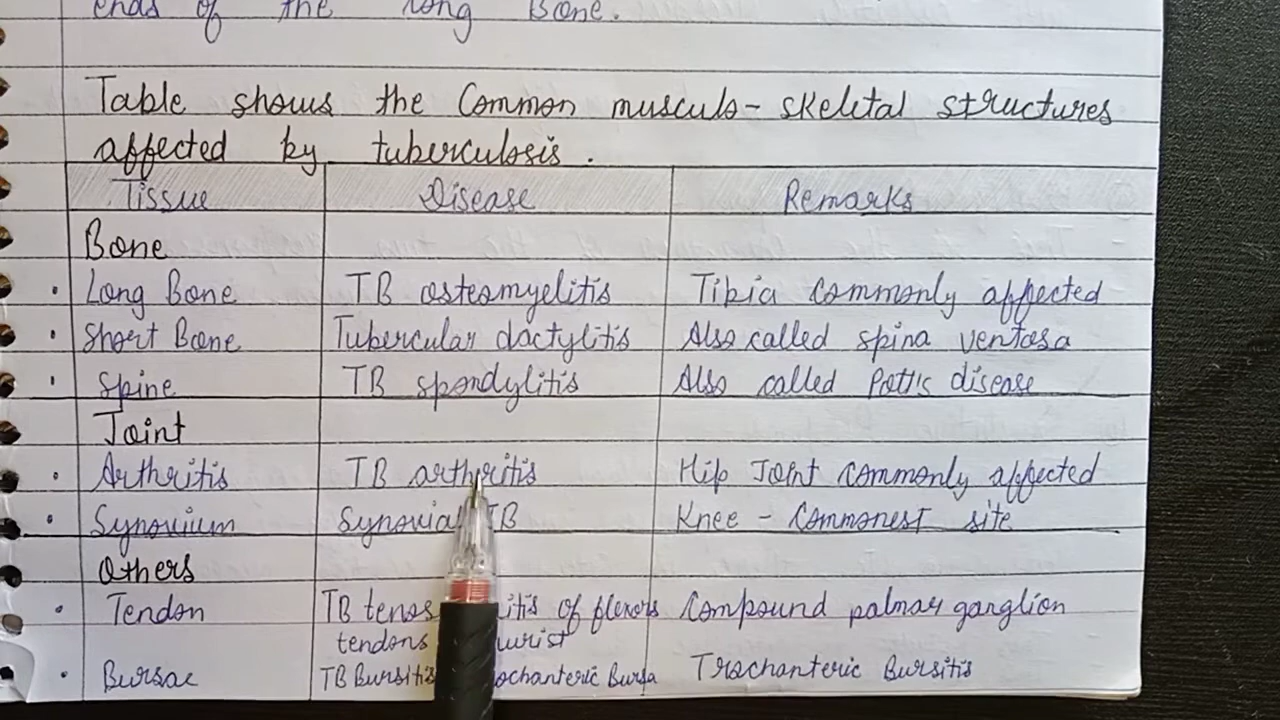 ends of the long Bone.
Table shows the Common musculo-skeletal structures
affected by tuberculosis.
Tissue Disease Remarks
Bone
Long Bone TB osteomyelitis Tibia commonly affected
Short Bone Tubercular dactylitis Also called spina ventosa
Spine TB spondylitis Also called Pott's disease
Joint
Arthritis TB arthritis Hip Joint commonly affected
Synovium Synovial TB Knee - Commonest site
Others
Tendon TB of flexors Compound palmar ganglion
tendons wrist
Bursae TB Bursitis Bursa Trochanteric Bursitis